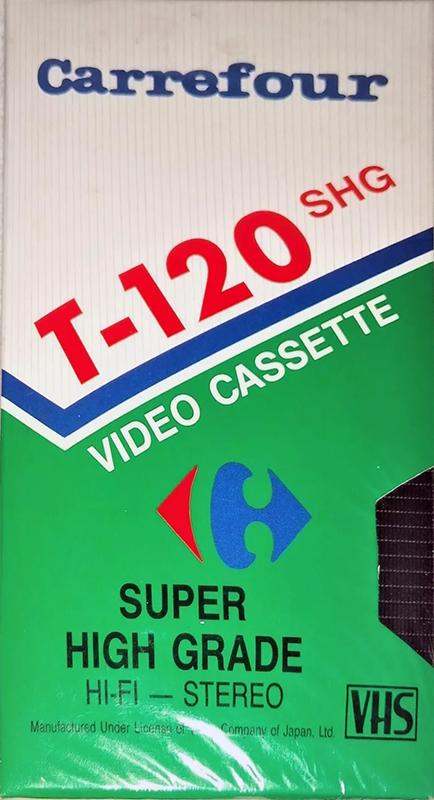 Carrefour
T-120 SHG
VIDEO CASSETTE
SUPER
HIGH GRADE
HI-FI — STEREO
VHS
Manufactured Under License of Company of Japan, Ltd.